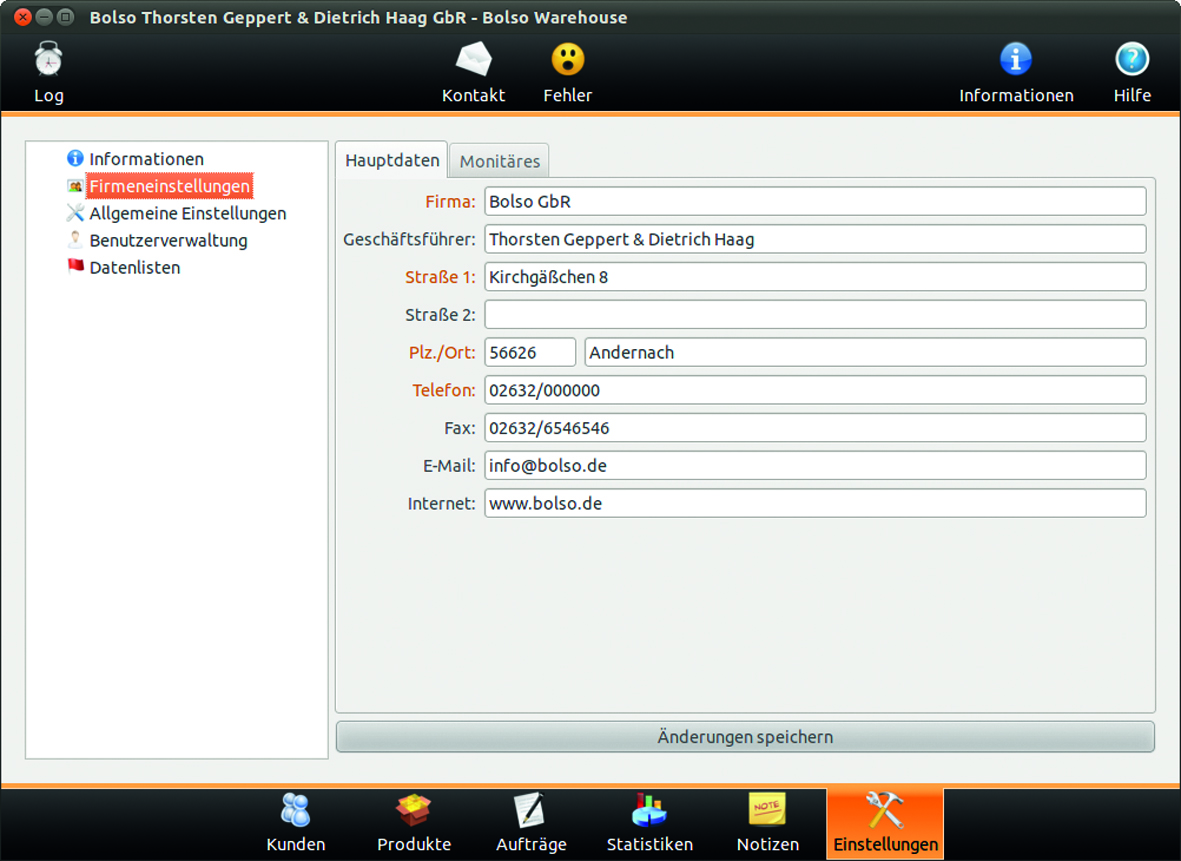 Bolso Thorsten Geppert & Dietrich Haag GbR - Bolso Warehouse
Log
Kontakt
Fehler
Informationen
Hilfe
Informationen
Firmeneinstellungen
Allgemeine Einstellungen
Benutzerverwaltung
Datenlisten
Hauptdaten
Monitäres
Firma: Bolso GbR
Geschäftsführer: Thorsten Geppert & Dietrich Haag
Straße 1: Kirchgäßchen 8
Straße 2:
Plz./Ort: 56626 Andernach
Telefon: 02632/000000
Fax: 02632/6546546
E-Mail: info@bolso.de
Internet: www.bolso.de
Änderungen speichern
Kunden
Produkte
Aufträge
Statistiken
NOTE
Notizen
Einstellungen